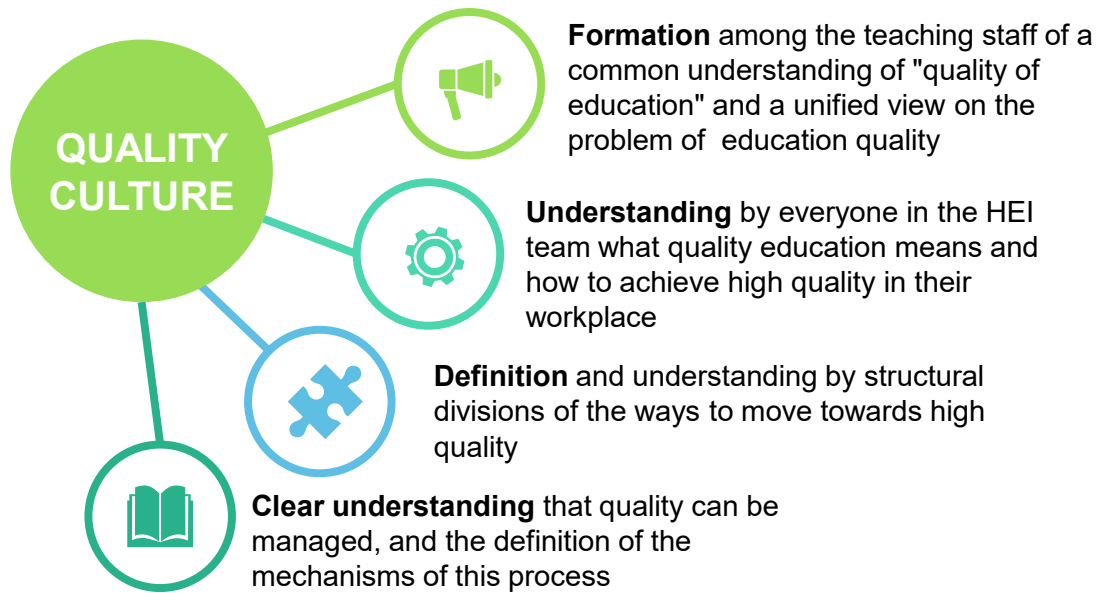 QUALITY
CULTURE
Formation among the teaching staff of a
common understanding of "quality of
education" and a unified view on the
problem of  education quality
Understanding by everyone in the HEI
team what quality education means and
how to achieve high quality in their
workplace
Definition and understanding by structural
divisions of the ways to move towards high
quality
Clear understanding that quality can be
managed, and the definition of the
mechanisms of this process